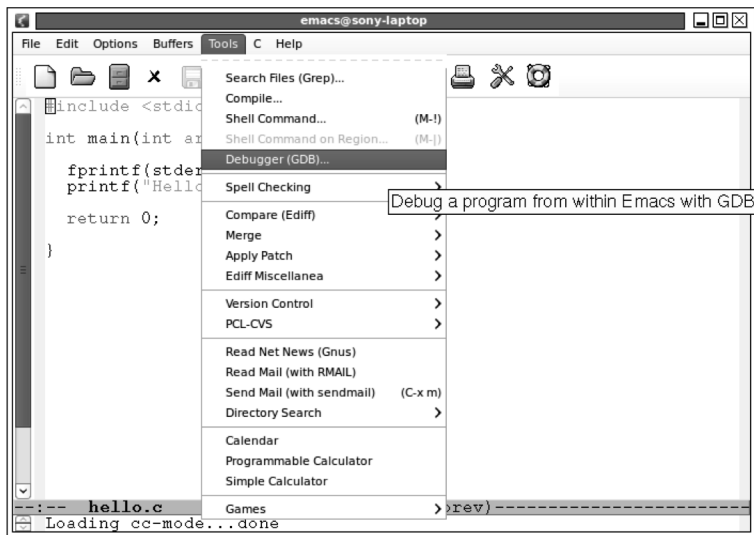 emacs@sony-laptop
File Edit Options Buffers Tools C Help
Search Files (Grep)...
Compile...
Shell Command... (M-!)
Shell Command on Region... (M-|)
Debugger (GDB)...
Spell Checking
Debug a program from within Emacs with GDB
Compare (Ediff)
Merge
Apply Patch
Ediff Miscellanea
Version Control
PCL-CVS
Read Net News (Gnus)
Read Mail (with RMAIL)
Send Mail (with sendmail) (C-x m)
Directory Search
Calendar
Programmable Calculator
Simple Calculator
Games
#include <stdio
int main(int ar
fprintf(stder
printf("Hello
return 0;
}
--:-- hello.c brev)------------------------
Loading cc-mode...done